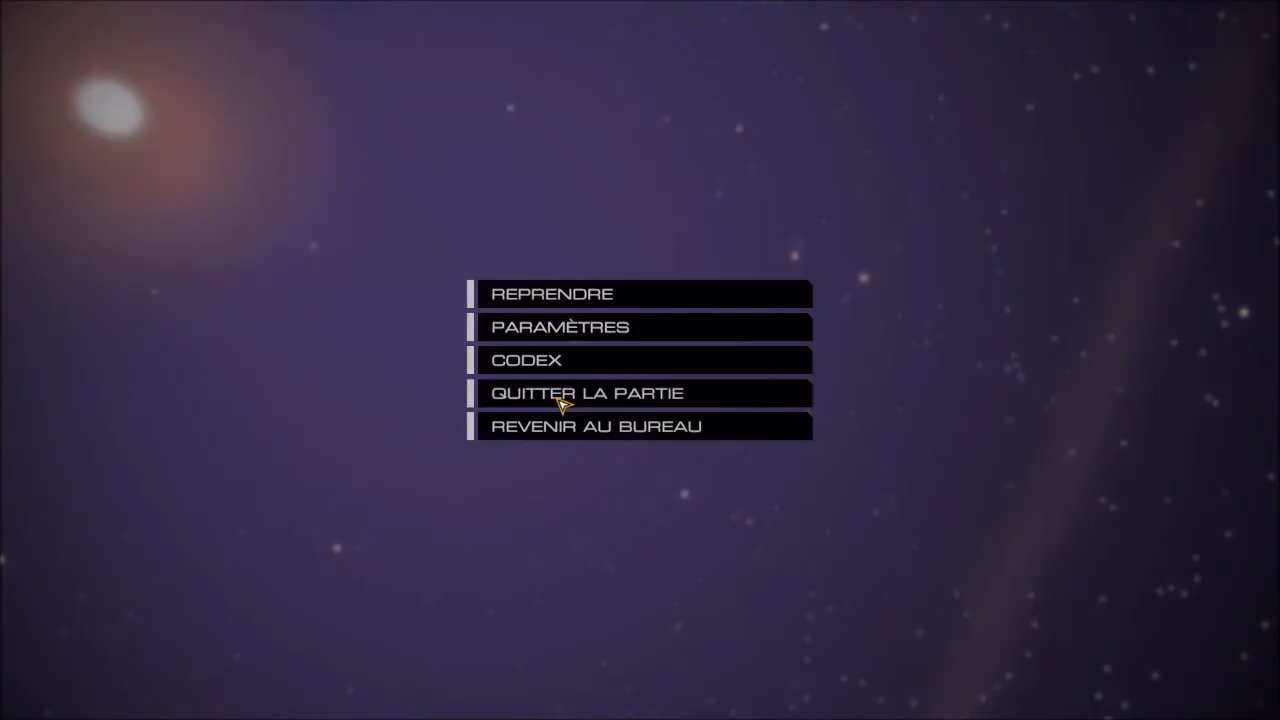 REPRENDRE
PARAMÈTRES
CODEX
QUITTER LA PARTIE
REVENIR AU BUREAU